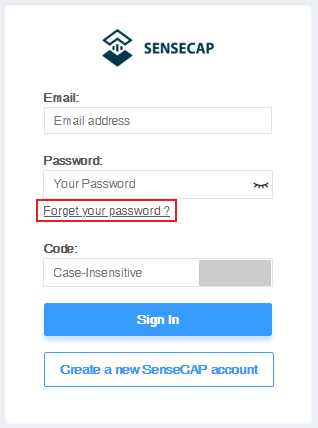 SENSECAP
Email:
Email address
Password:
Your Password
Forget your password ?
Code:
Case-Insensitive
Sign In
Create a new SenseCAP account